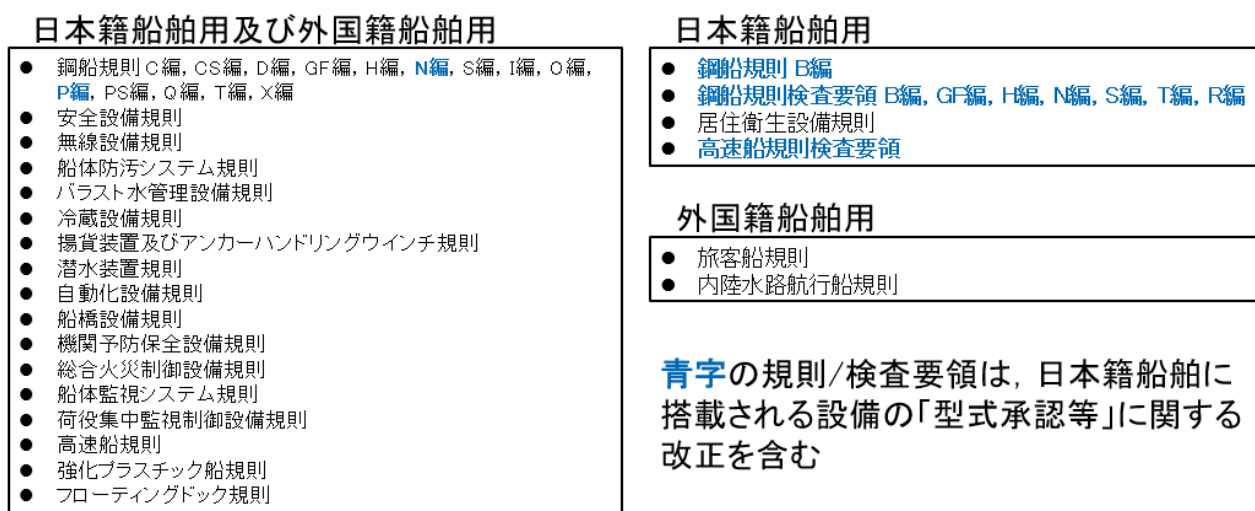 日本籍船舶用及び外国籍船舶用
● 鋼船規則 C編, CS編, D編, GF編, H編, N編, S編, I編, O編,
P編, PS編, Q編, T編, X編
● 安全設備規則
● 無線設備規則
● 船体防汚システム規則
● バラスト水管理設備規則
● 冷蔵設備規則
● 揚貨装置及びアンカーハンドリングウインチ規則
● 潜水装置規則
● 自動化設備規則
● 船橋設備規則
● 機関予防保全設備規則
● 総合火災制御設備規則
● 船体監視システム規則
● 荷役集中監視制御設備規則
● 高速船規則
● 強化プラスチック船規則
● フローティングドック規則
日本籍船舶用
● 鋼船規則 B編
● 鋼船規則検査要領 B編, GF編, H編, N編, S編, T編, R編
● 居住衛生設備規則
● 高速船規則検査要領
外国籍船舶用
● 旅客船規則
● 内陸水路航行船規則
青字の規則/検査要領は, 日本籍船舶に
搭載される設備の「型式承認等」に関する
改正を含む